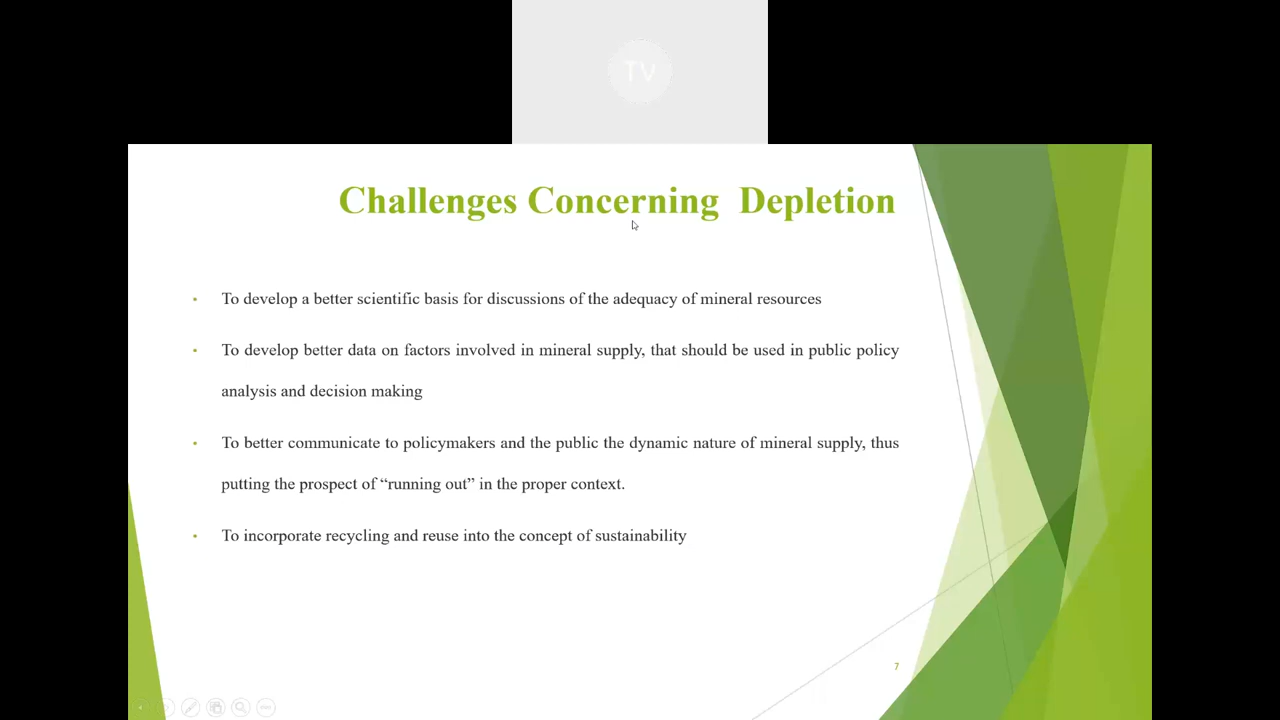 TV
Challenges Concerning Depletion
• To develop a better scientific basis for discussions of the adequacy of mineral resources
• To develop better data on factors involved in mineral supply, that should be used in public policy
analysis and decision making
• To better communicate to policymakers and the public the dynamic nature of mineral supply, thus
putting the prospect of “running out” in the proper context.
• To incorporate recycling and reuse into the concept of sustainability
7